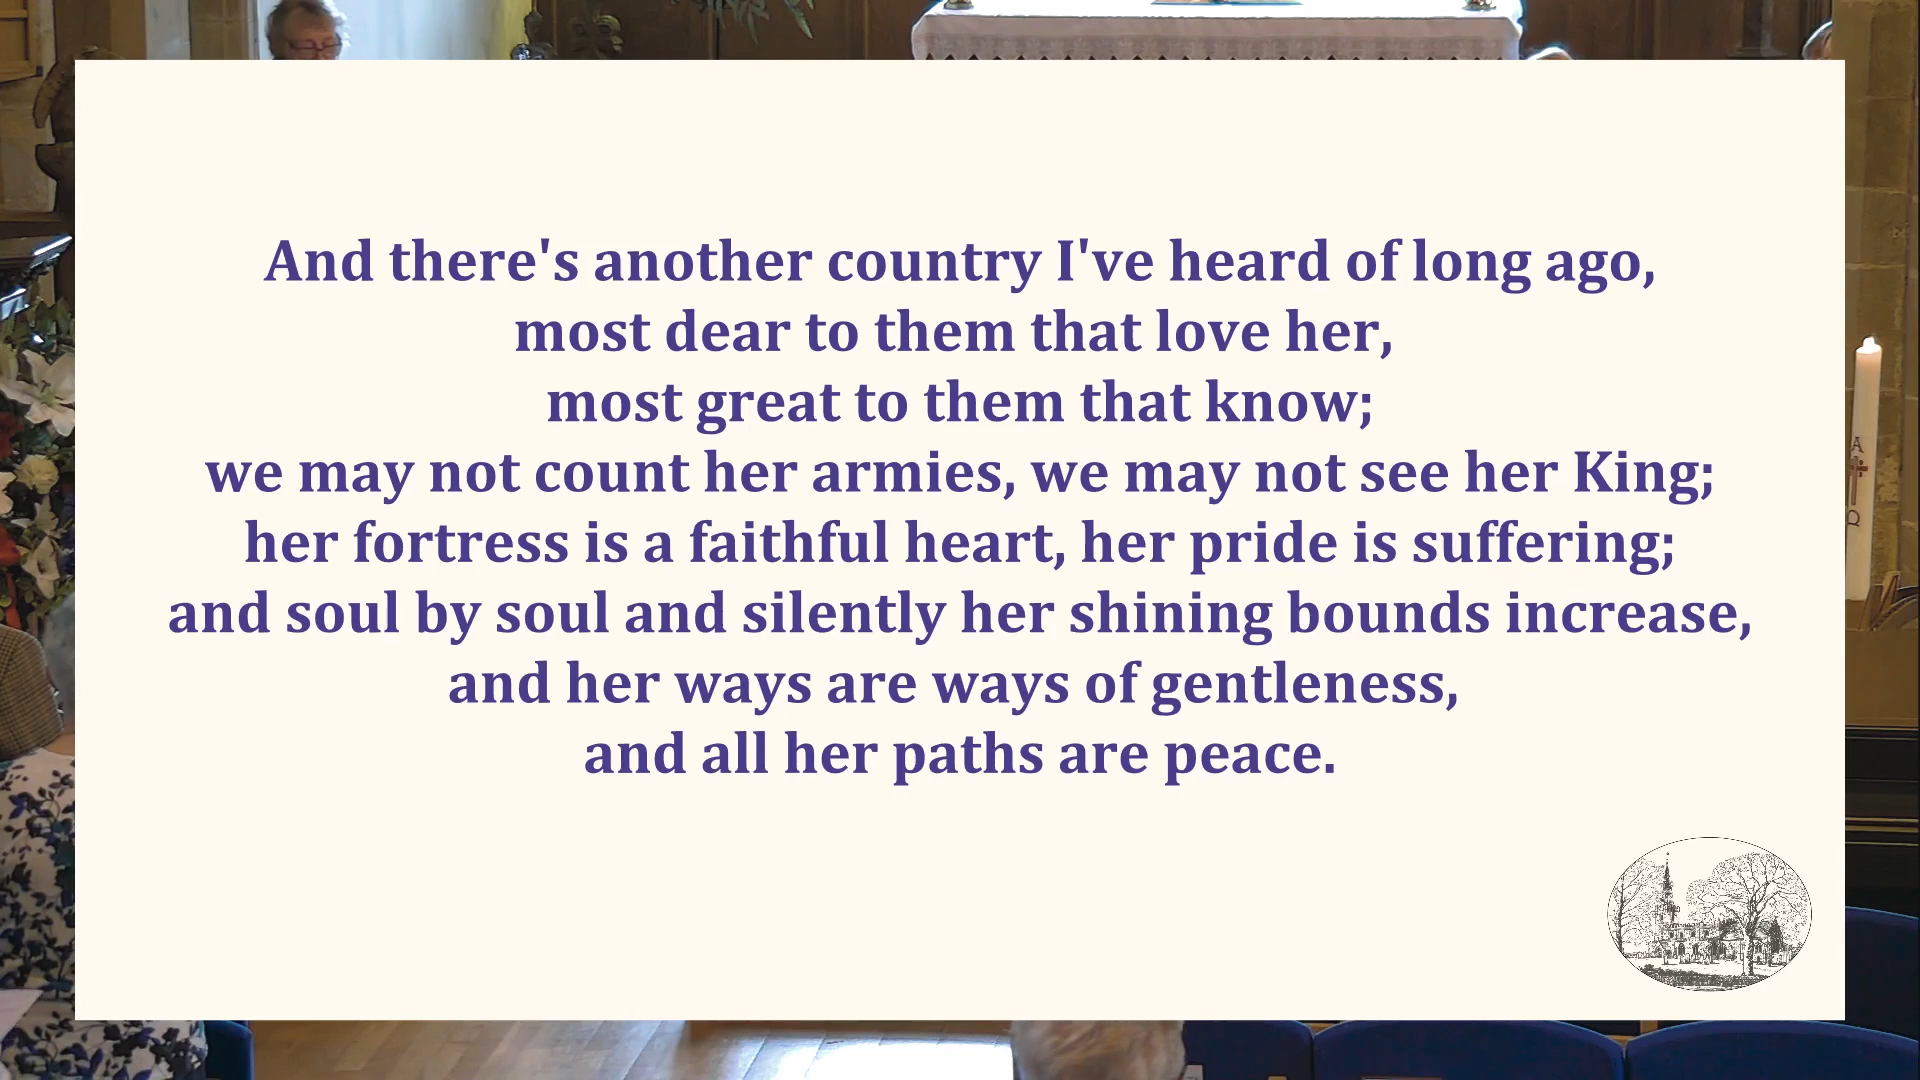 And there's another country I've heard of long ago,
most dear to them that love her,
most great to them that know;
we may not count her armies, we may not see her King;
her fortress is a faithful heart, her pride is suffering;
and soul by soul and silently her shining bounds increase,
and her ways are ways of gentleness,
and all her paths are peace.
Α
Ω